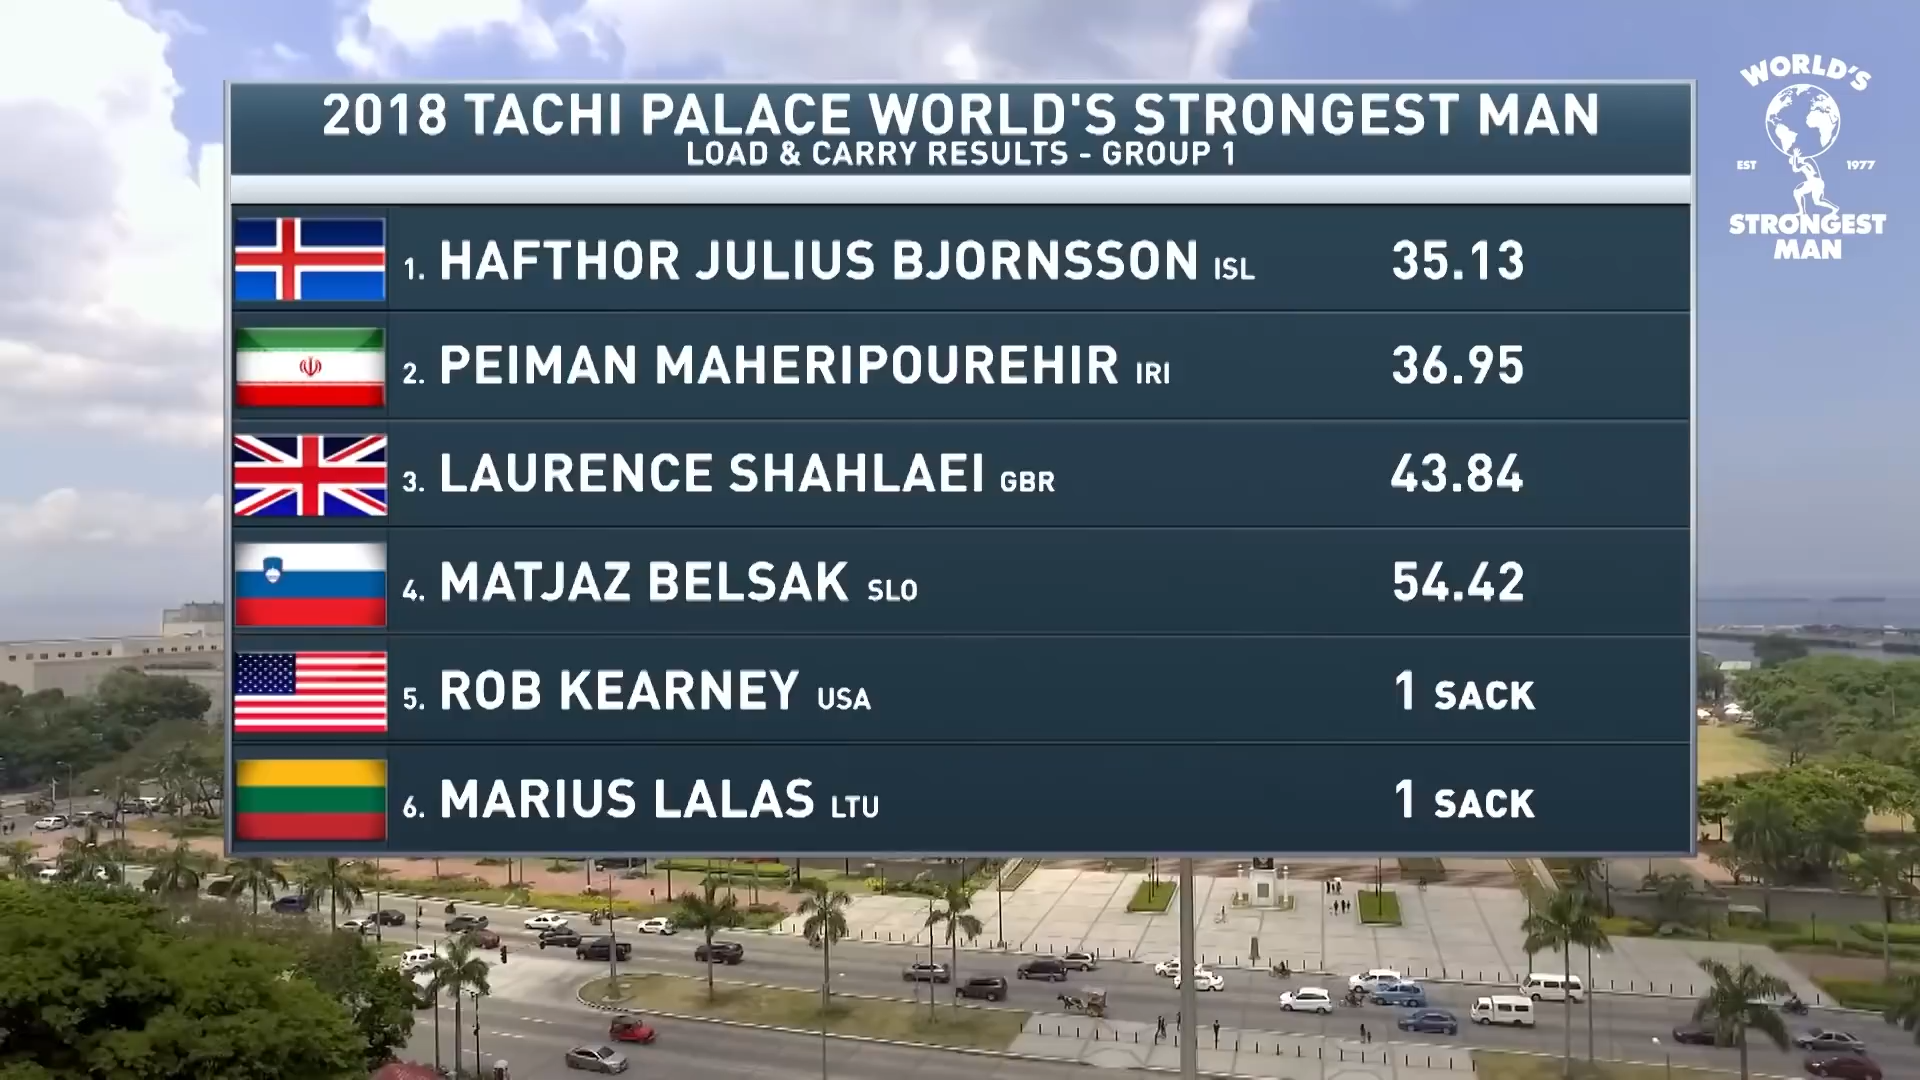 2018 TACHI PALACE WORLD'S STRONGEST MAN
LOAD & CARRY RESULTS - GROUP 1
1. HAFTHOR JULIUS BJORNSSON ISL 35.13
2. PEIMAN MAHERIPOUREHIR IRI 36.95
3. LAURENCE SHAHLAEI GBR 43.84
4. MATJAZ BELSAK SLO 54.42
5. ROB KEARNEY USA 1 SACK
6. MARIUS LALAS LTU 1 SACK
WORLD'S
EST 1977
STRONGEST
MAN